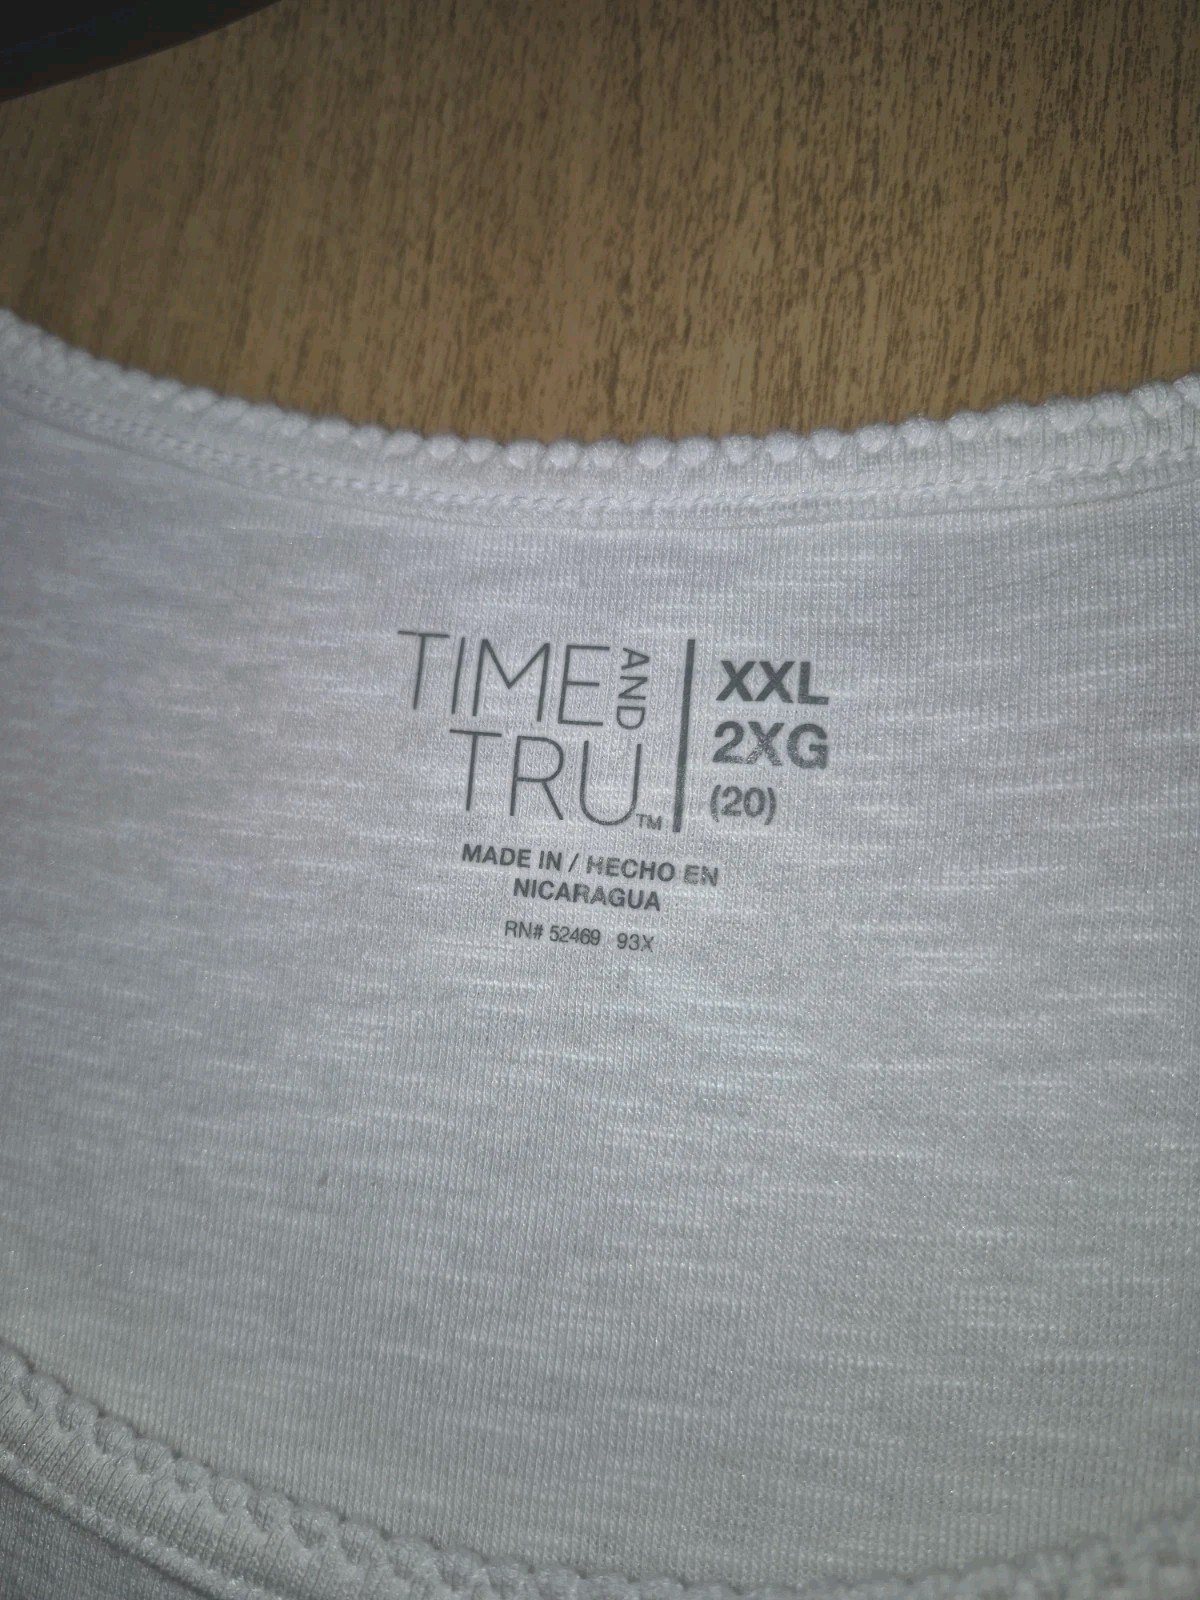 TIME AND
TRU™
XXL
2XG
(20)
MADE IN / HECHO EN
NICARAGUA
RN# 52469 93X